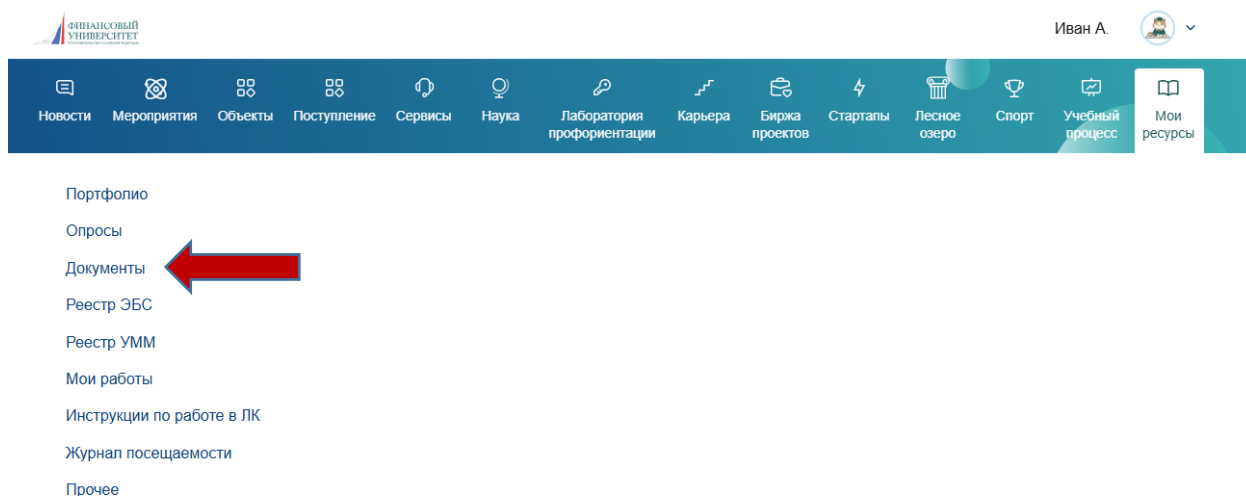 ФИНАНСОВЫЙ
УНИВЕРСИТЕТ
Иван А.
Новости
Мероприятия
Объекты
Поступление
Сервисы
Наука
Лаборатория
профориентации
Карьера
Биржа
проектов
Стартапы
Лесное
озеро
Спорт
Учебный
процесс
Мои
ресурсы
Портфолио
Опросы
Документы
Реестр ЭБС
Реестр УММ
Мои работы
Инструкции по работе в ЛК
Журнал посещаемости
Прочее